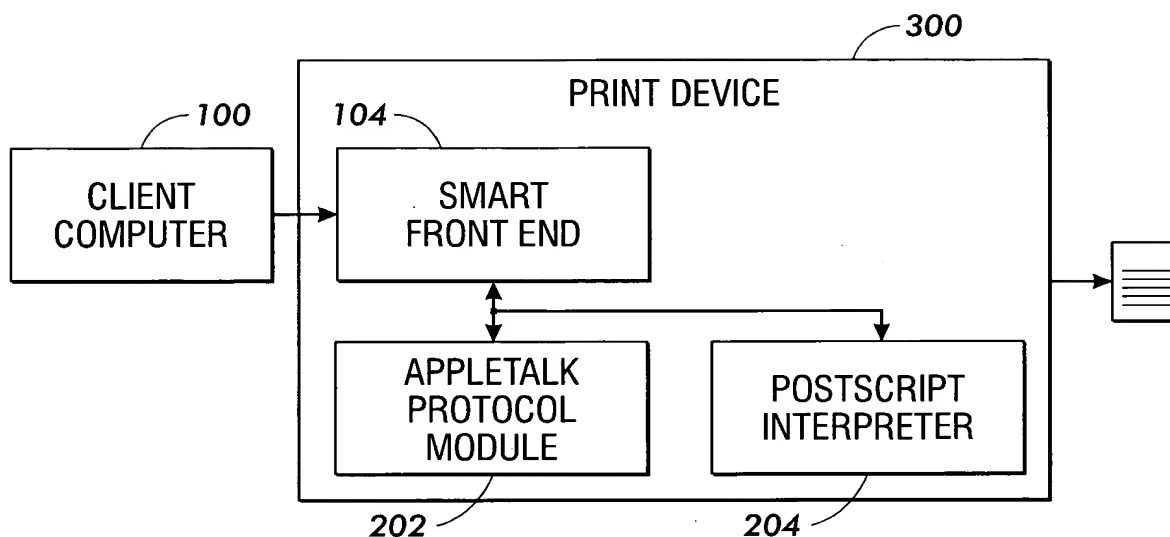 300
PRINT DEVICE
100
104
CLIENT
COMPUTER
SMART
FRONT END
APPLETALK
PROTOCOL
MODULE
POSTSCRIPT
INTERPRETER
202
204